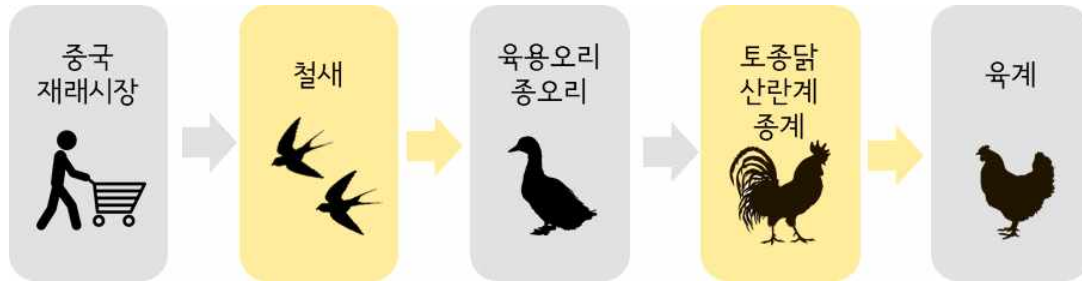 중국
재래시장
철새
육용오리
종오리
토종닭
산란계
종계
육계